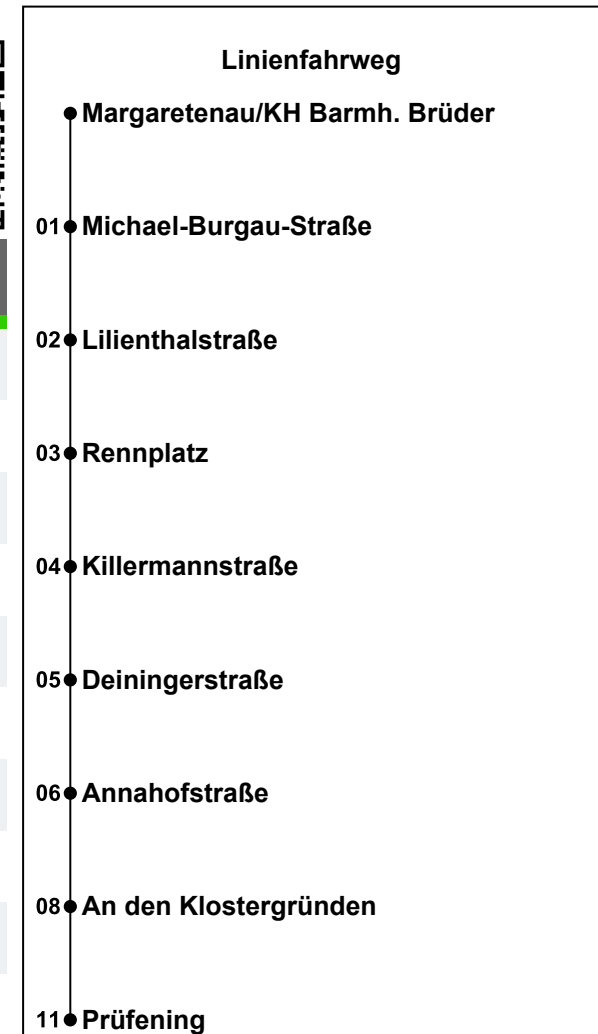 Linienfahrweg
Margaretenau/KH Barmh. Brüder
01 Michael-Burgau-Straße
02 Lilienthalstraße
03 Rennplatz
04 Killermannstraße
05 Deiningerstraße
06 Annahofstraße
08 An den Klostergründen
11 Prüfening